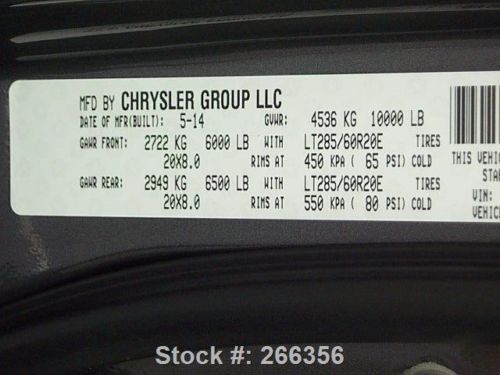 MFD BY CHRYSLER GROUP LLC
DATE OF MFR(BUILT): 5-14 GVWR: 4536 KG 10000 LB
GAWR FRONT: 2722 KG 6000 LB WITH LT285/60R20E TIRES
20X8.0 RIMS AT 450 KPA ( 65 PSI) COLD
GAWR REAR: 2949 KG 6500 LB WITH LT285/60R20E TIRES
20X8.0 RIMS AT 550 KPA ( 80 PSI) COLD
THIS VEHIC
STA
VIN:
VEHICL
Stock #: 266356